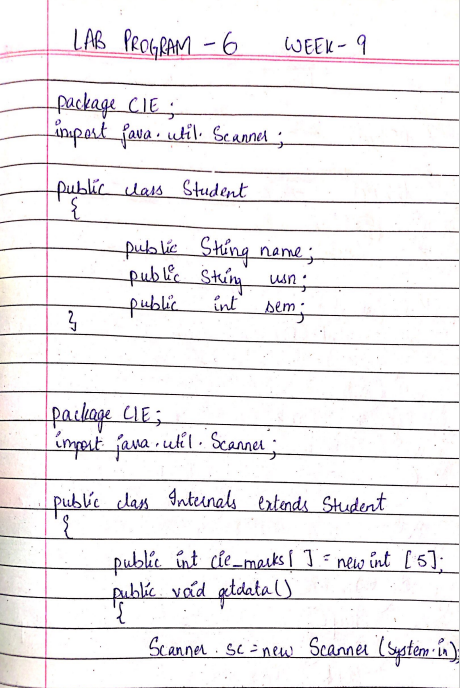 LAB PROGRAM - 6 WEEK - 9
package CIE ;
import java.util.Scanner ;
public class Student
{
public String name;
public String usn;
public int sem;
}
package CIE;
import java.util.Scanner;
public class Internals extends Student
{
public int cie_marks[ ] = new int [5];
public void getdata()
{
Scanner sc = new Scanner (System.in);